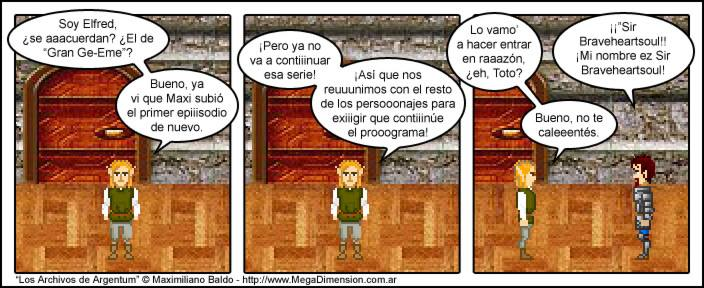 Soy Elfred,
¿se aaacuerdan? ¿El de
"Gran Ge-Eme"?
Bueno, ya
vi que Maxi subió
el primer epiiisodio
de nuevo.
¡Pero ya no
va a contiiinuar
esa serie!
¡Así que nos
reuuunimos con el resto
de los persooonajes para
exiiigir que contiiinúe
el prooograma!
Lo vamo'
a hacer entrar
en raaazón,
¿eh, Toto?
¡¡"Sir
Braveheartsoul!!
¡Mi nombre ez Sir
Braveheartsoul!
Bueno, no te
caleeentés.
"Los Archivos de Argentum" © Maximiliano Baldo - http://www.MegaDimension.com.ar